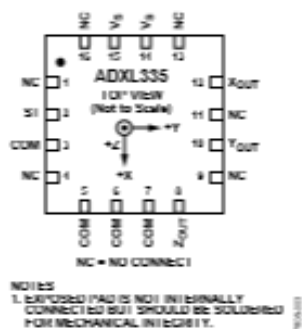 NC Vs Vs NC
16 15 14 13
ADXL335
TOP VIEW
(Not to Scale)
NC 1
ST 2
COM 3
NC 4
12 XOUT
11 NC
10 YOUT
9 NC
+Y
+Z
+X
5 6 7 8
COM COM COM ZOUT
NC = NO CONNECT
NOTES
1. EXPOSED PAD IS NOT INTERNALLY
CONNECTED BUT SHOULD BE SOLDERED
FOR MECHANICAL INTEGRITY.